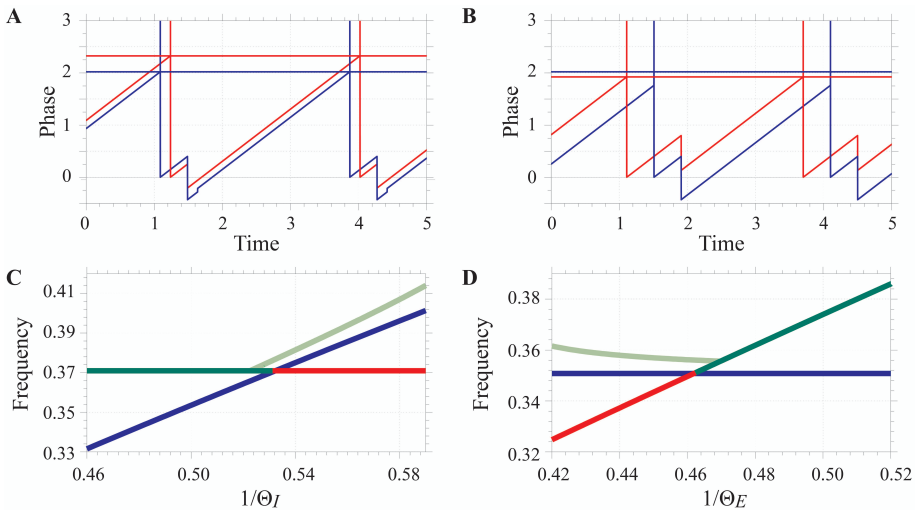 A
3
2
1
0
Phase
0 1 2 3 4 5
Time
B
3
2
1
0
Phase
0 1 2 3 4 5
Time
C
0.41
0.39
0.37
0.35
0.33
Frequency
0.46 0.50 0.54 0.58
1/Θ_I
D
0.38
0.36
0.34
0.32
Frequency
0.42 0.44 0.46 0.48 0.50 0.52
1/Θ_E